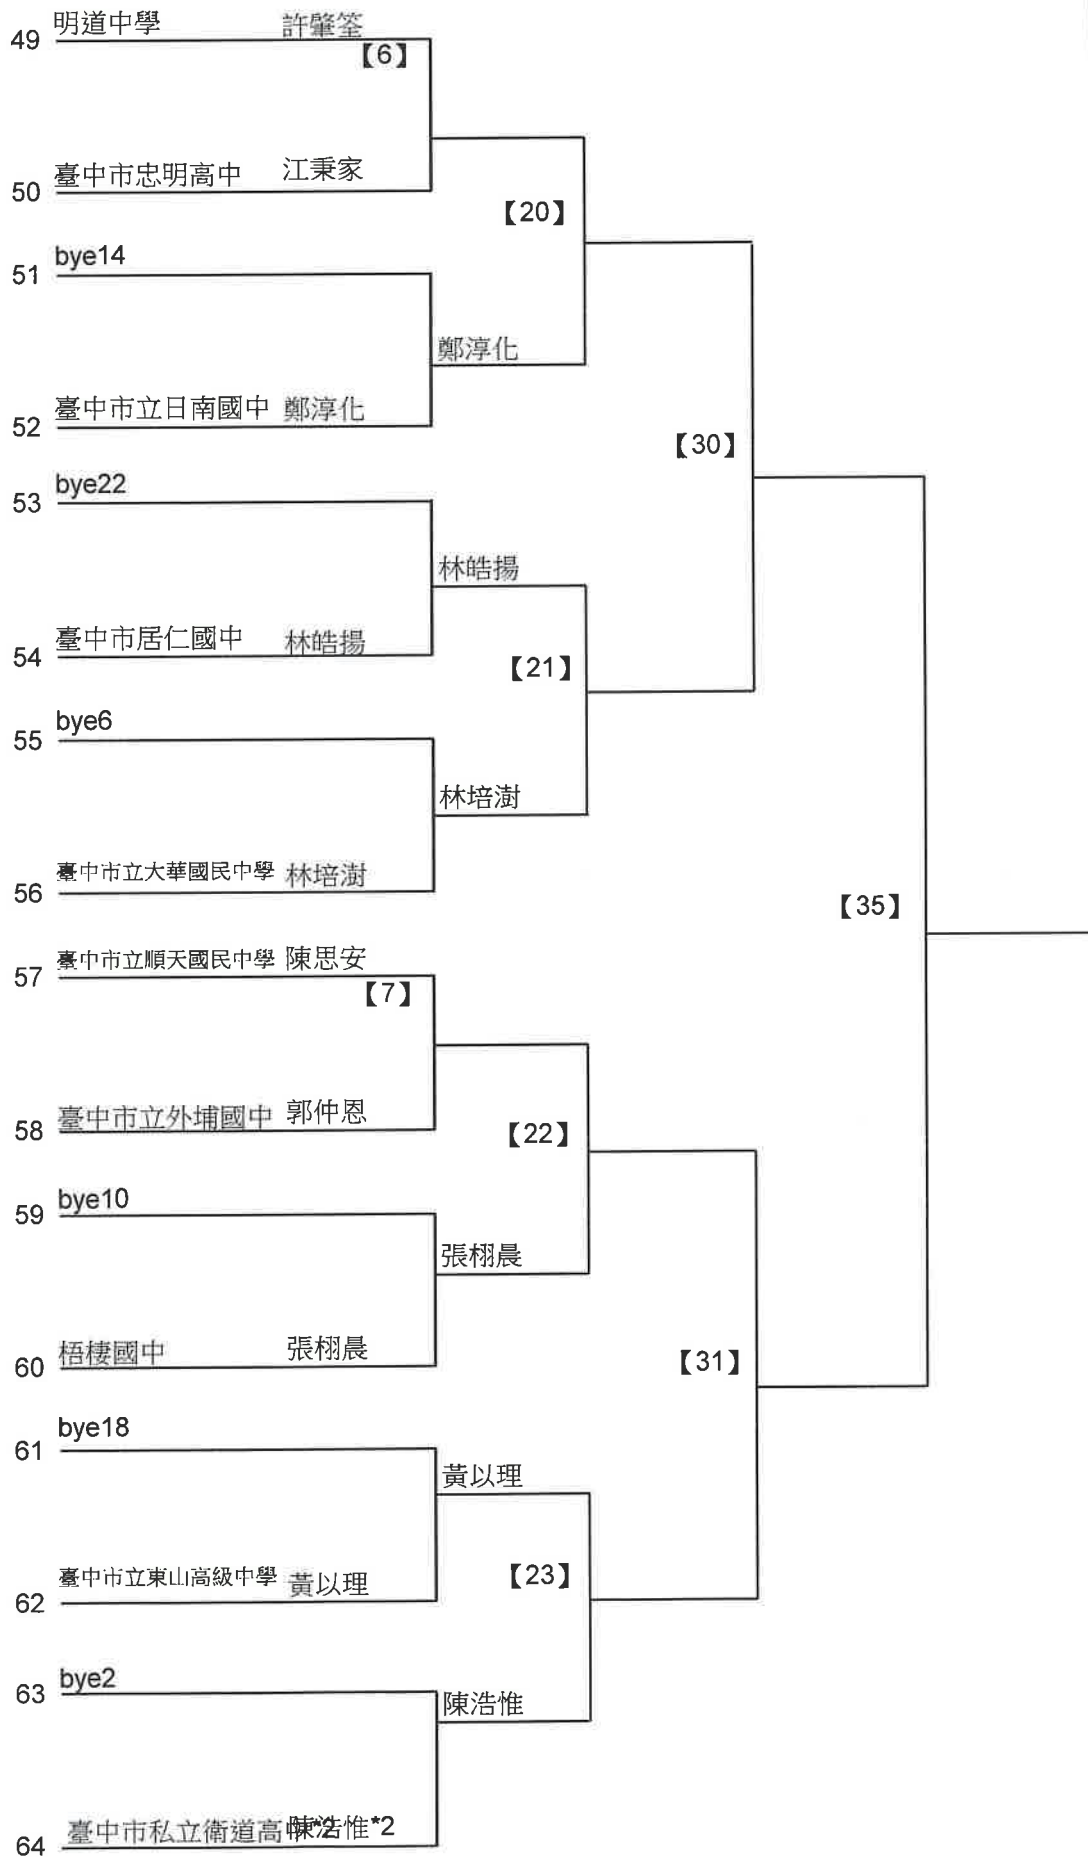 49 明道中學 許肇筌
【6】
50 臺中市忠明高中 江秉家
【20】
51 bye14
鄭淳化
52 臺中市立日南國中 鄭淳化
【30】
53 bye22
林皓揚
54 臺中市居仁國中 林皓揚
【21】
55 bye6
林培澍
56 臺中市立大華國民中學 林培澍
【35】
57 臺中市立順天國民中學 陳思安
【7】
58 臺中市立外埔國中 郭仲恩
【22】
59 bye10
張栩晨
60 梧棲國中 張栩晨
【31】
61 bye18
黃以理
62 臺中市立東山高級中學 黃以理
【23】
63 bye2
陳浩惟
64 臺中市私立衛道高中*2 陳浩惟*2